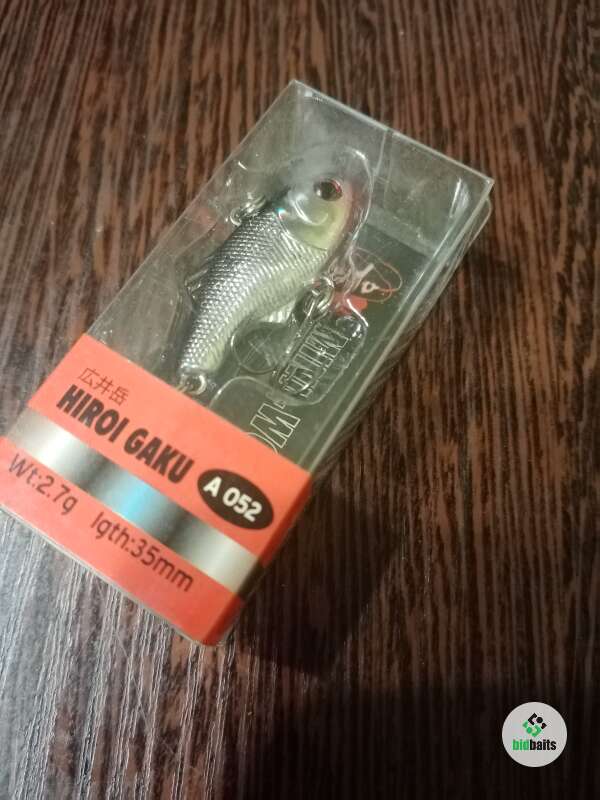 広井岳
HIROI GAKU
A 052
Wt:2.7g lgth:35mm
bidbaits